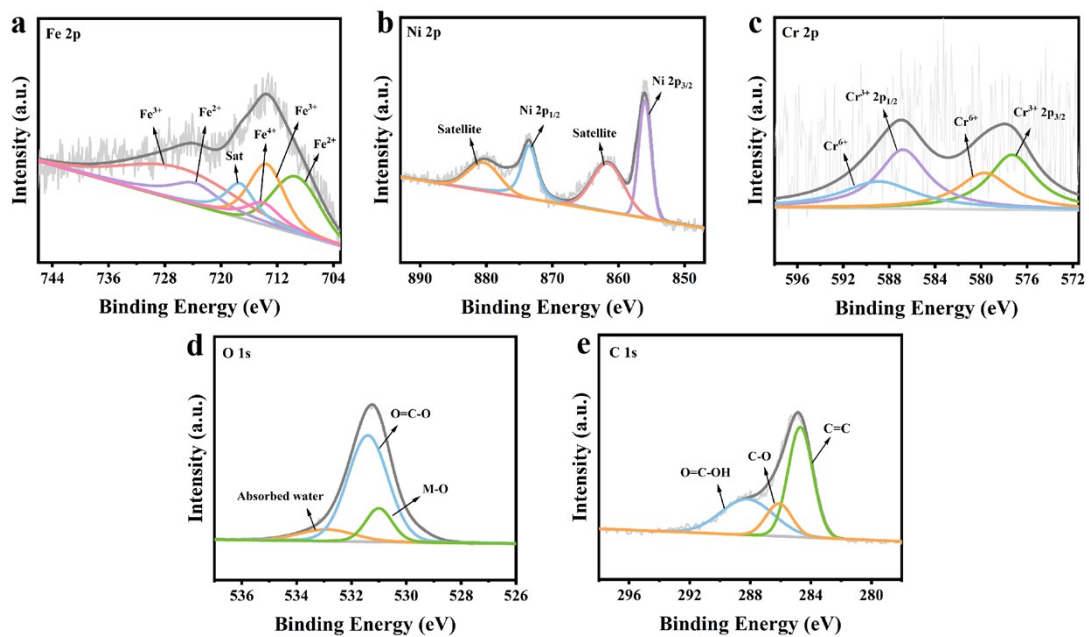 a
Fe 2p
Fe³⁺
Fe²⁺
Sat
Fe⁴⁺
Fe³⁺
Fe²⁺
Intensity (a.u.)
744 736 728 720 712 704
Binding Energy (eV)
b
Ni 2p
Satellite
Ni 2p₁/₂
Satellite
Ni 2p₃/₂
Intensity (a.u.)
890 880 870 860 850
Binding Energy (eV)
c
Cr 2p
Cr⁶⁺
Cr³⁺ 2p₁/₂
Cr⁶⁺
Cr³⁺ 2p₃/₂
Intensity (a.u.)
596 592 588 584 580 576 572
Binding Energy (eV)
d
O 1s
O=C-O
Absorbed water
M-O
Intensity (a.u.)
536 534 532 530 528 526
Binding Energy (eV)
e
C 1s
O=C-OH
C-O
C=C
Intensity (a.u.)
296 292 288 284 280
Binding Energy (eV)